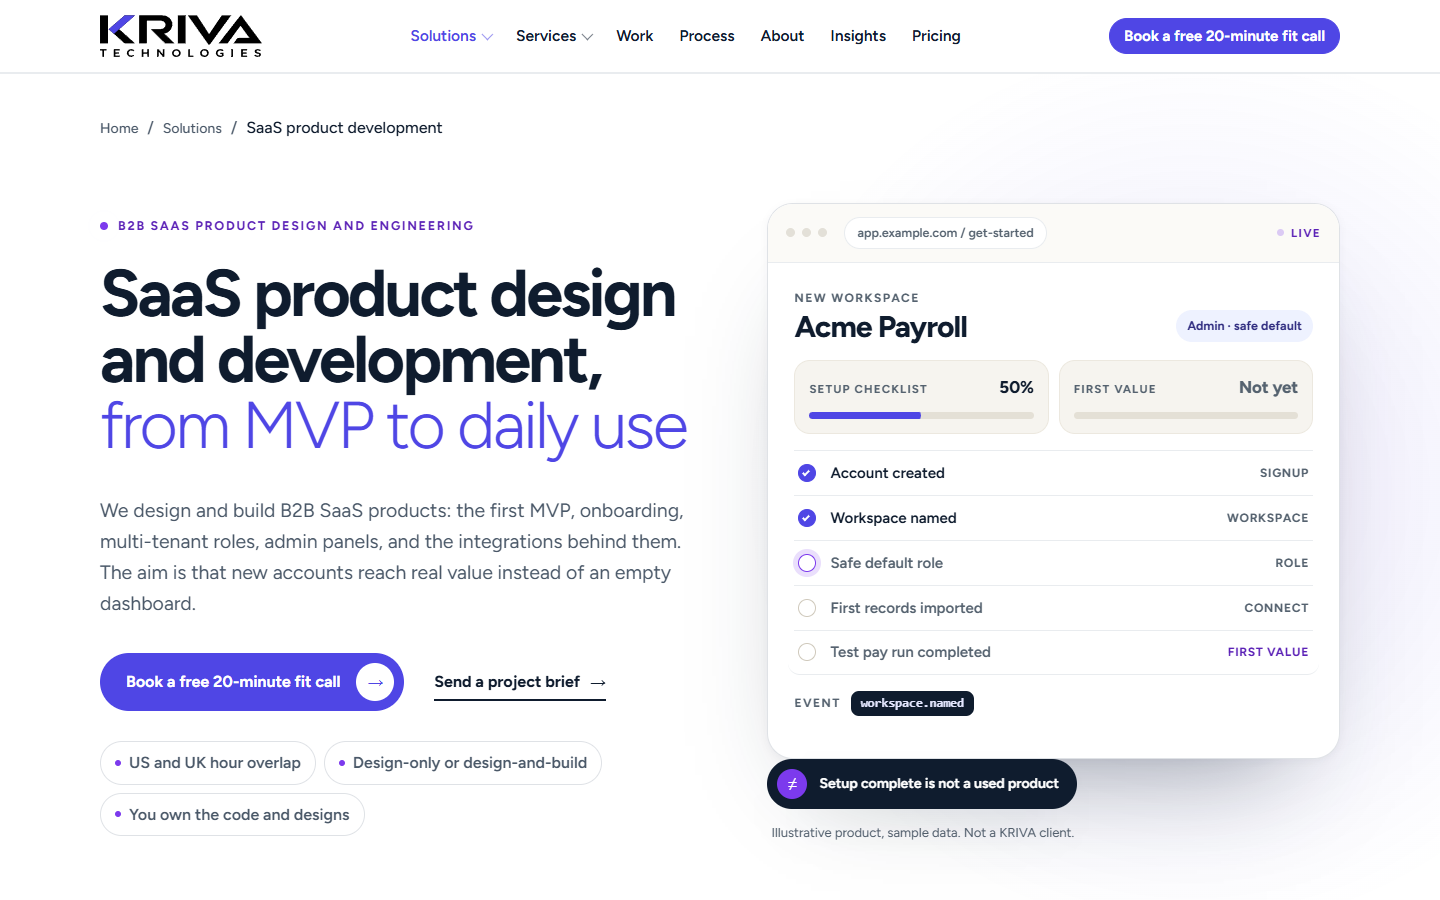 KRIVA
TECHNOLOGIES
Solutions
Services
Work
Process
About
Insights
Pricing
Book a free 20-minute fit call
Home / Solutions / SaaS product development
B2B SAAS PRODUCT DESIGN AND ENGINEERING
SaaS product design
and development,
from MVP to daily use
We design and build B2B SaaS products: the first MVP, onboarding,
multi-tenant roles, admin panels, and the integrations behind them.
The aim is that new accounts reach real value instead of an empty
dashboard.
Book a free 20-minute fit call →
Send a project brief →
US and UK hour overlap
Design-only or design-and-build
You own the code and designs
app.example.com / get-started
LIVE
NEW WORKSPACE
Acme Payroll
Admin · safe default
SETUP CHECKLIST 50%
FIRST VALUE Not yet
Account created SIGNUP
Workspace named WORKSPACE
Safe default role ROLE
First records imported CONNECT
Test pay run completed FIRST VALUE
EVENT workspace.named
≠ Setup complete is not a used product
Illustrative product, sample data. Not a KRIVA client.